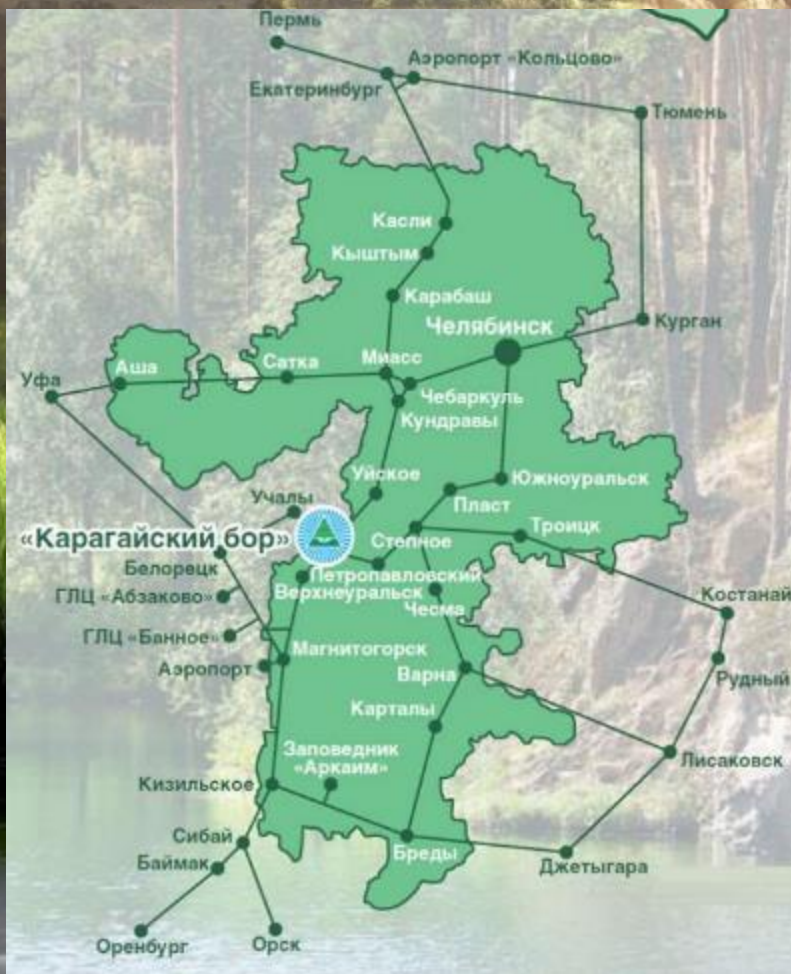 Пермь
Аэропорт «Кольцово»
Екатеринбург
Тюмень
Касли
Кыштым
Карабаш
Челябинск
Курган
Миасс
Сатка
Аша
Уфа
Чебаркуль
Кундравы
Уйское
Южноуральск
Учалы
Пласт
Троицк
«Карагайский бор»
Степное
Белорецк
Петропавловский
Верхнеуральск
ГЛЦ «Абзаково»
Чесма
Костанай
ГЛЦ «Банное»
Магнитогорск
Аэропорт
Варна
Рудный
Карталы
Заповедник
«Аркаим»
Лисаковск
Кизильское
Сибай
Бреды
Баймак
Джетыгара
Оренбург
Орск